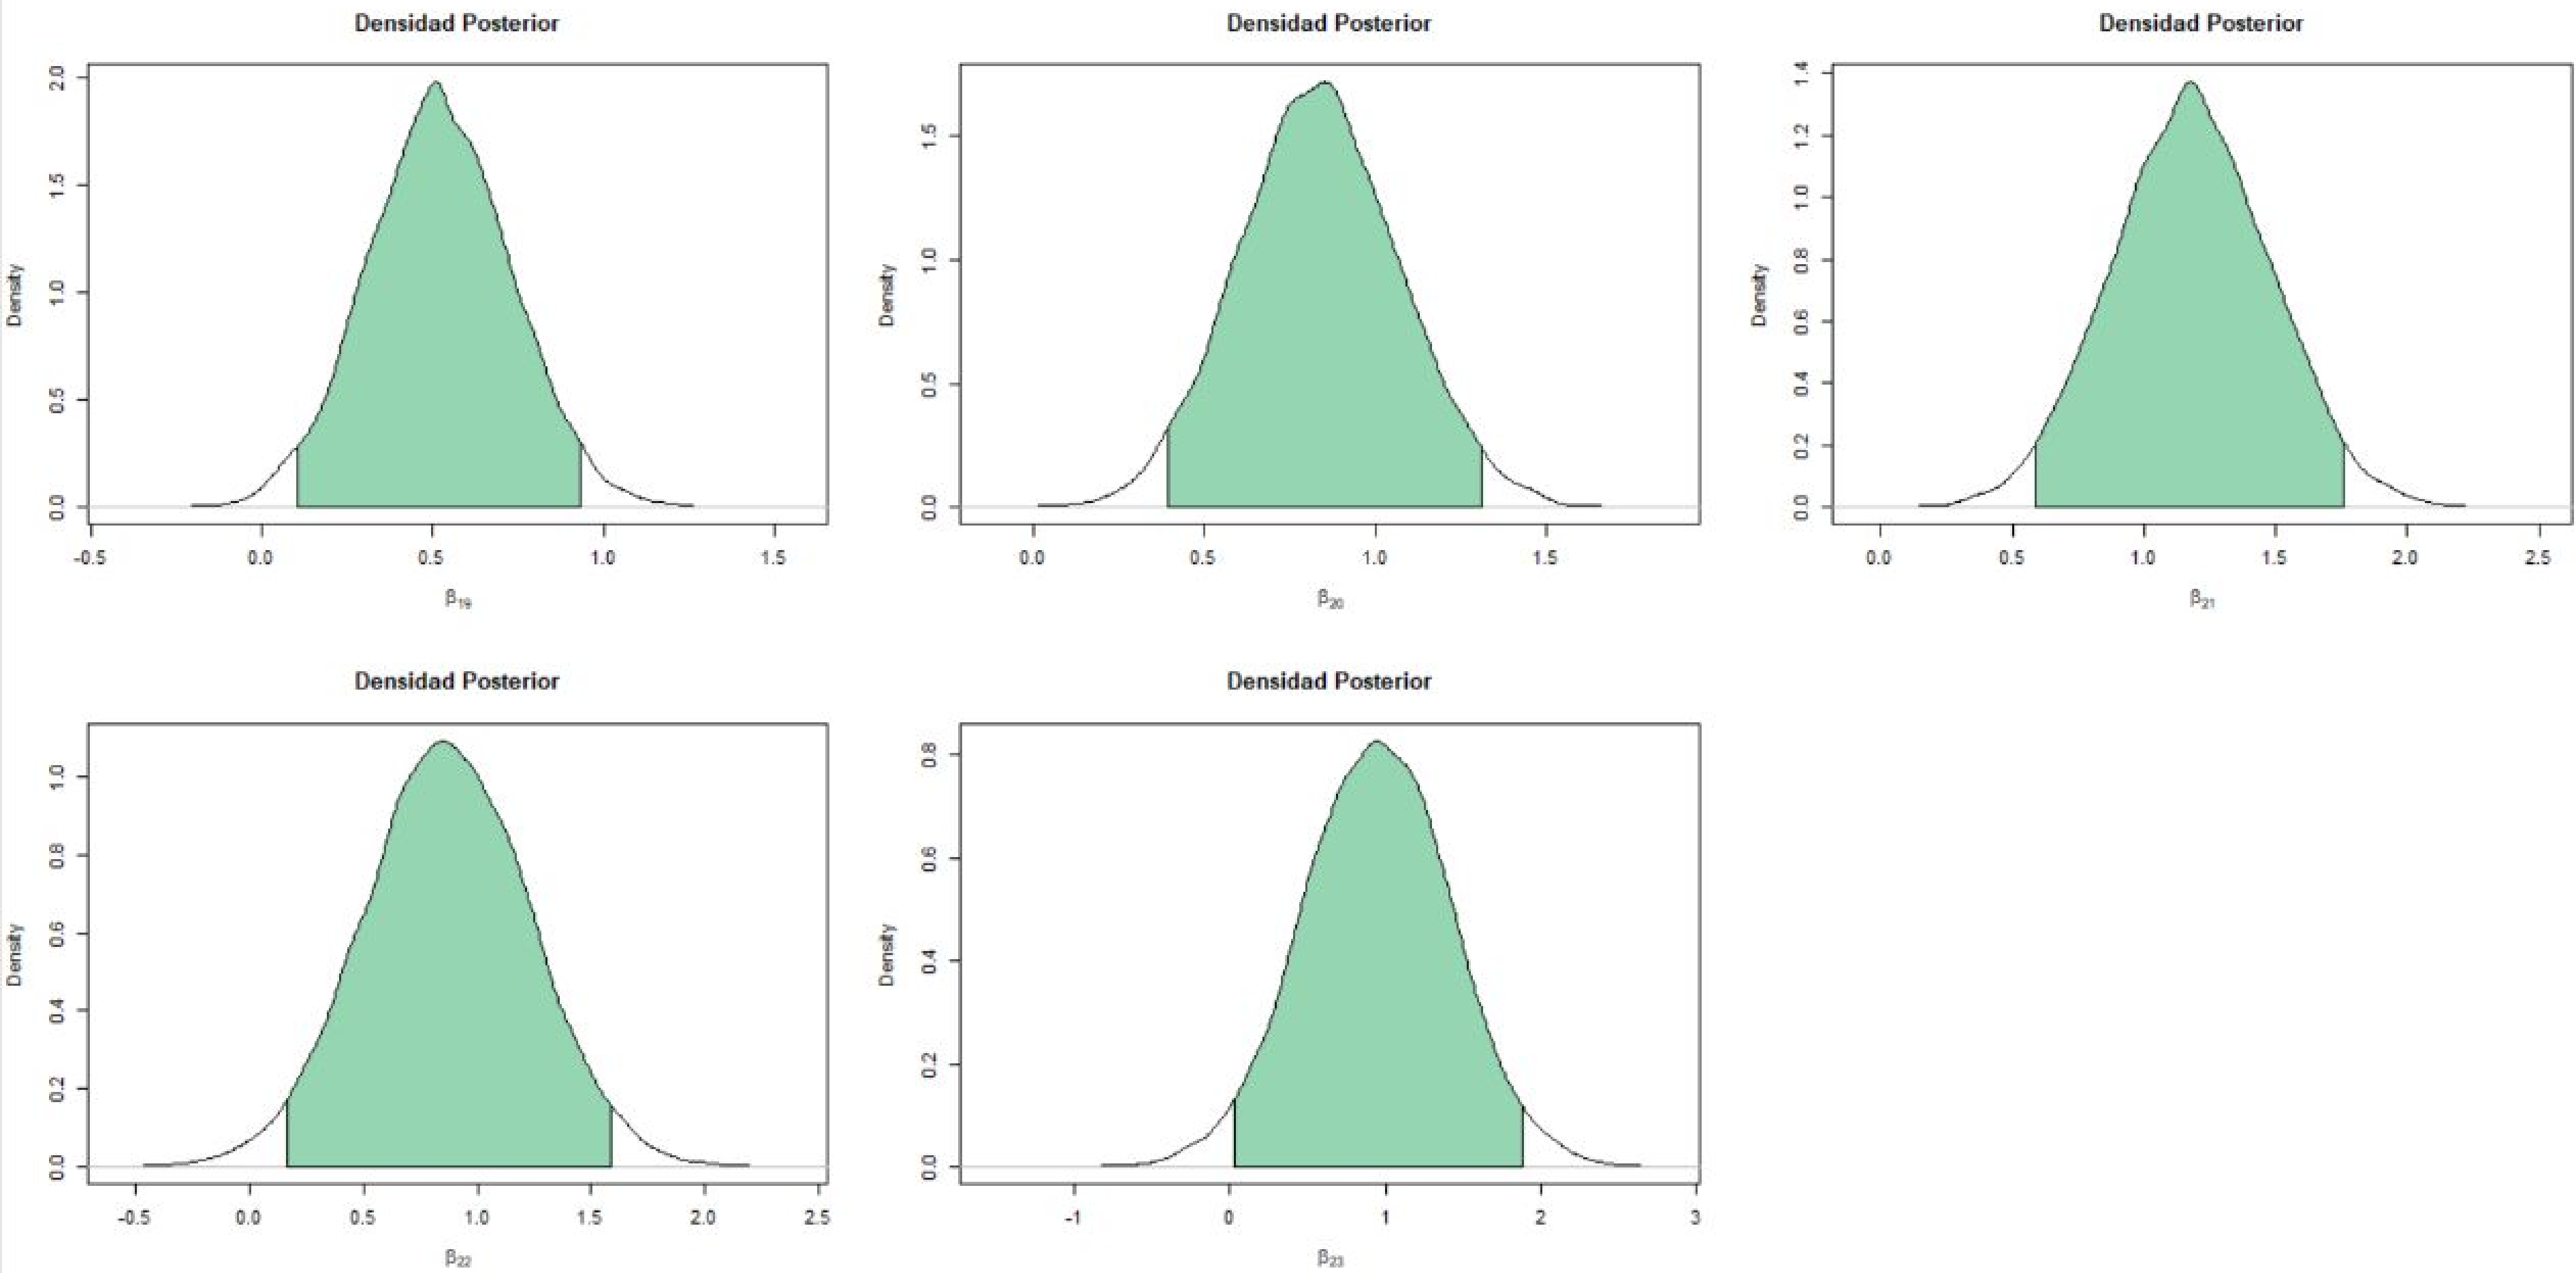 Densidad Posterior
Density
0.0 0.5 1.0 1.5 2.0
-0.5 0.0 0.5 1.0 1.5
β19
Densidad Posterior
Density
0.0 0.5 1.0 1.5
0.0 0.5 1.0 1.5
β20
Densidad Posterior
Density
0.0 0.2 0.4 0.6 0.8 1.0 1.2 1.4
0.0 0.5 1.0 1.5 2.0 2.5
β21
Densidad Posterior
Density
0.0 0.2 0.4 0.6 0.8 1.0
-0.5 0.0 0.5 1.0 1.5 2.0 2.5
β22
Densidad Posterior
Density
0.0 0.2 0.4 0.6 0.8
-1 0 1 2 3
β23